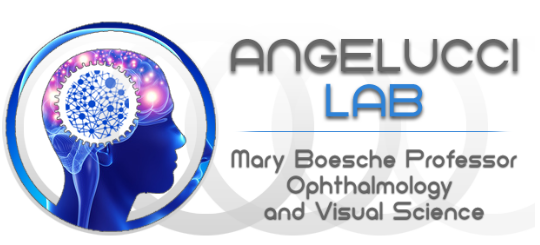 ANGELUCCI
LAB
Mary Boesche Professor
Ophthalmology
and Visual Science